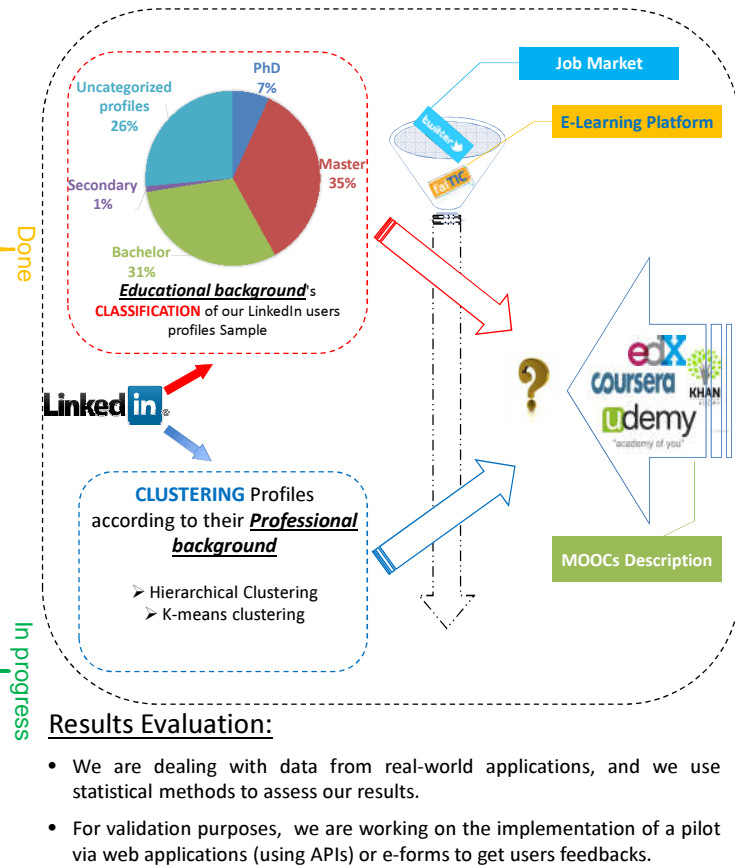 PhD
7%
Uncategorized
profiles
26%
Master
35%
Secondary
1%
Bachelor
31%
Educational background's
CLASSIFICATION of our LinkedIn users
profiles Sample
Job Market
E-Learning Platform
twitter
Done
Linked in.
edX
coursera
KHAN
udemy
"academy of you"
CLUSTERING Profiles
according to their Professional
background
➢ Hierarchical Clustering
➢ K-means clustering
MOOCs Description
In progress
Results Evaluation:
• We are dealing with data from real-world applications, and we use
statistical methods to assess our results.
• For validation purposes, we are working on the implementation of a pilot
via web applications (using APIs) or e-forms to get users feedbacks.